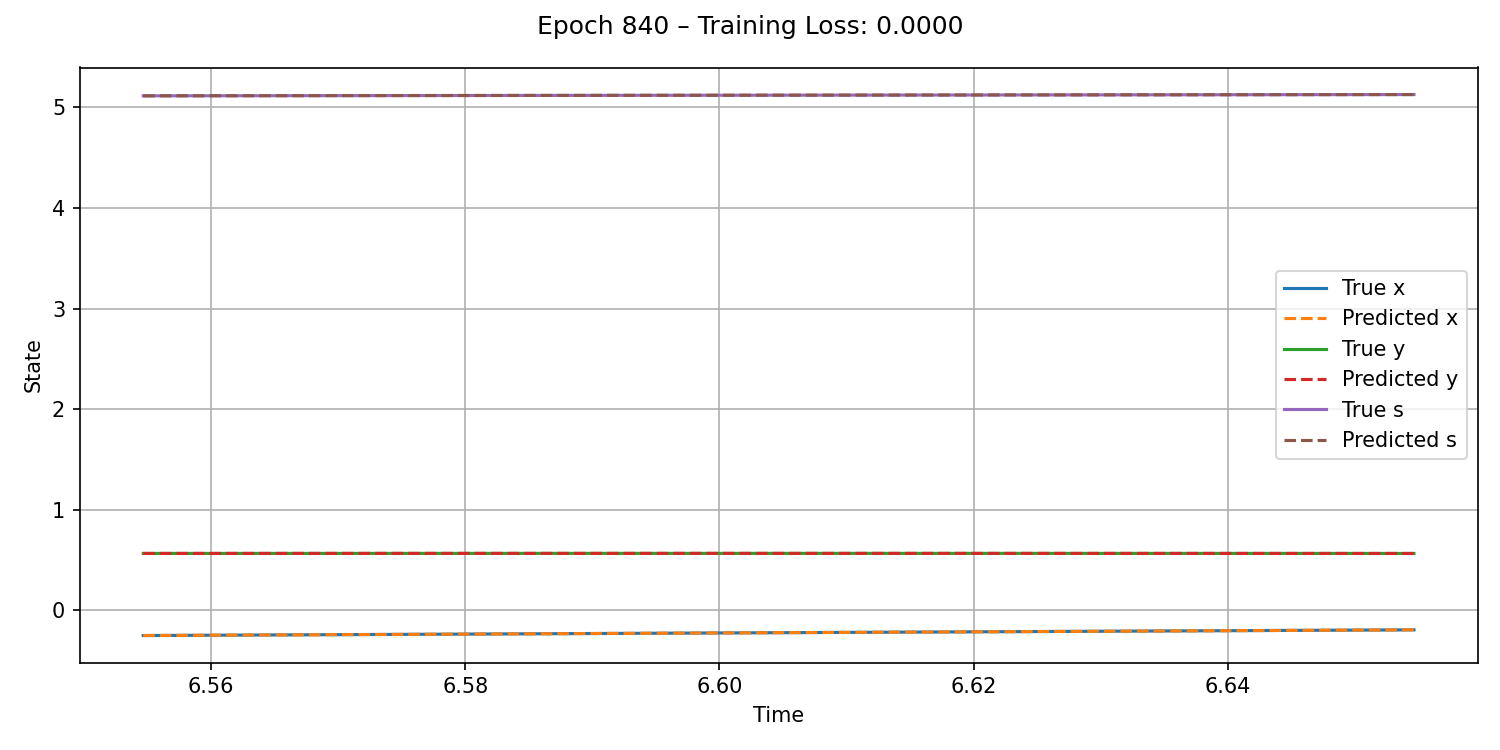 Epoch 840 – Training Loss: 0.0000
State
5
4
3
2
1
0
True x
Predicted x
True y
Predicted y
True s
Predicted s
6.56 6.58 6.60 6.62 6.64
Time